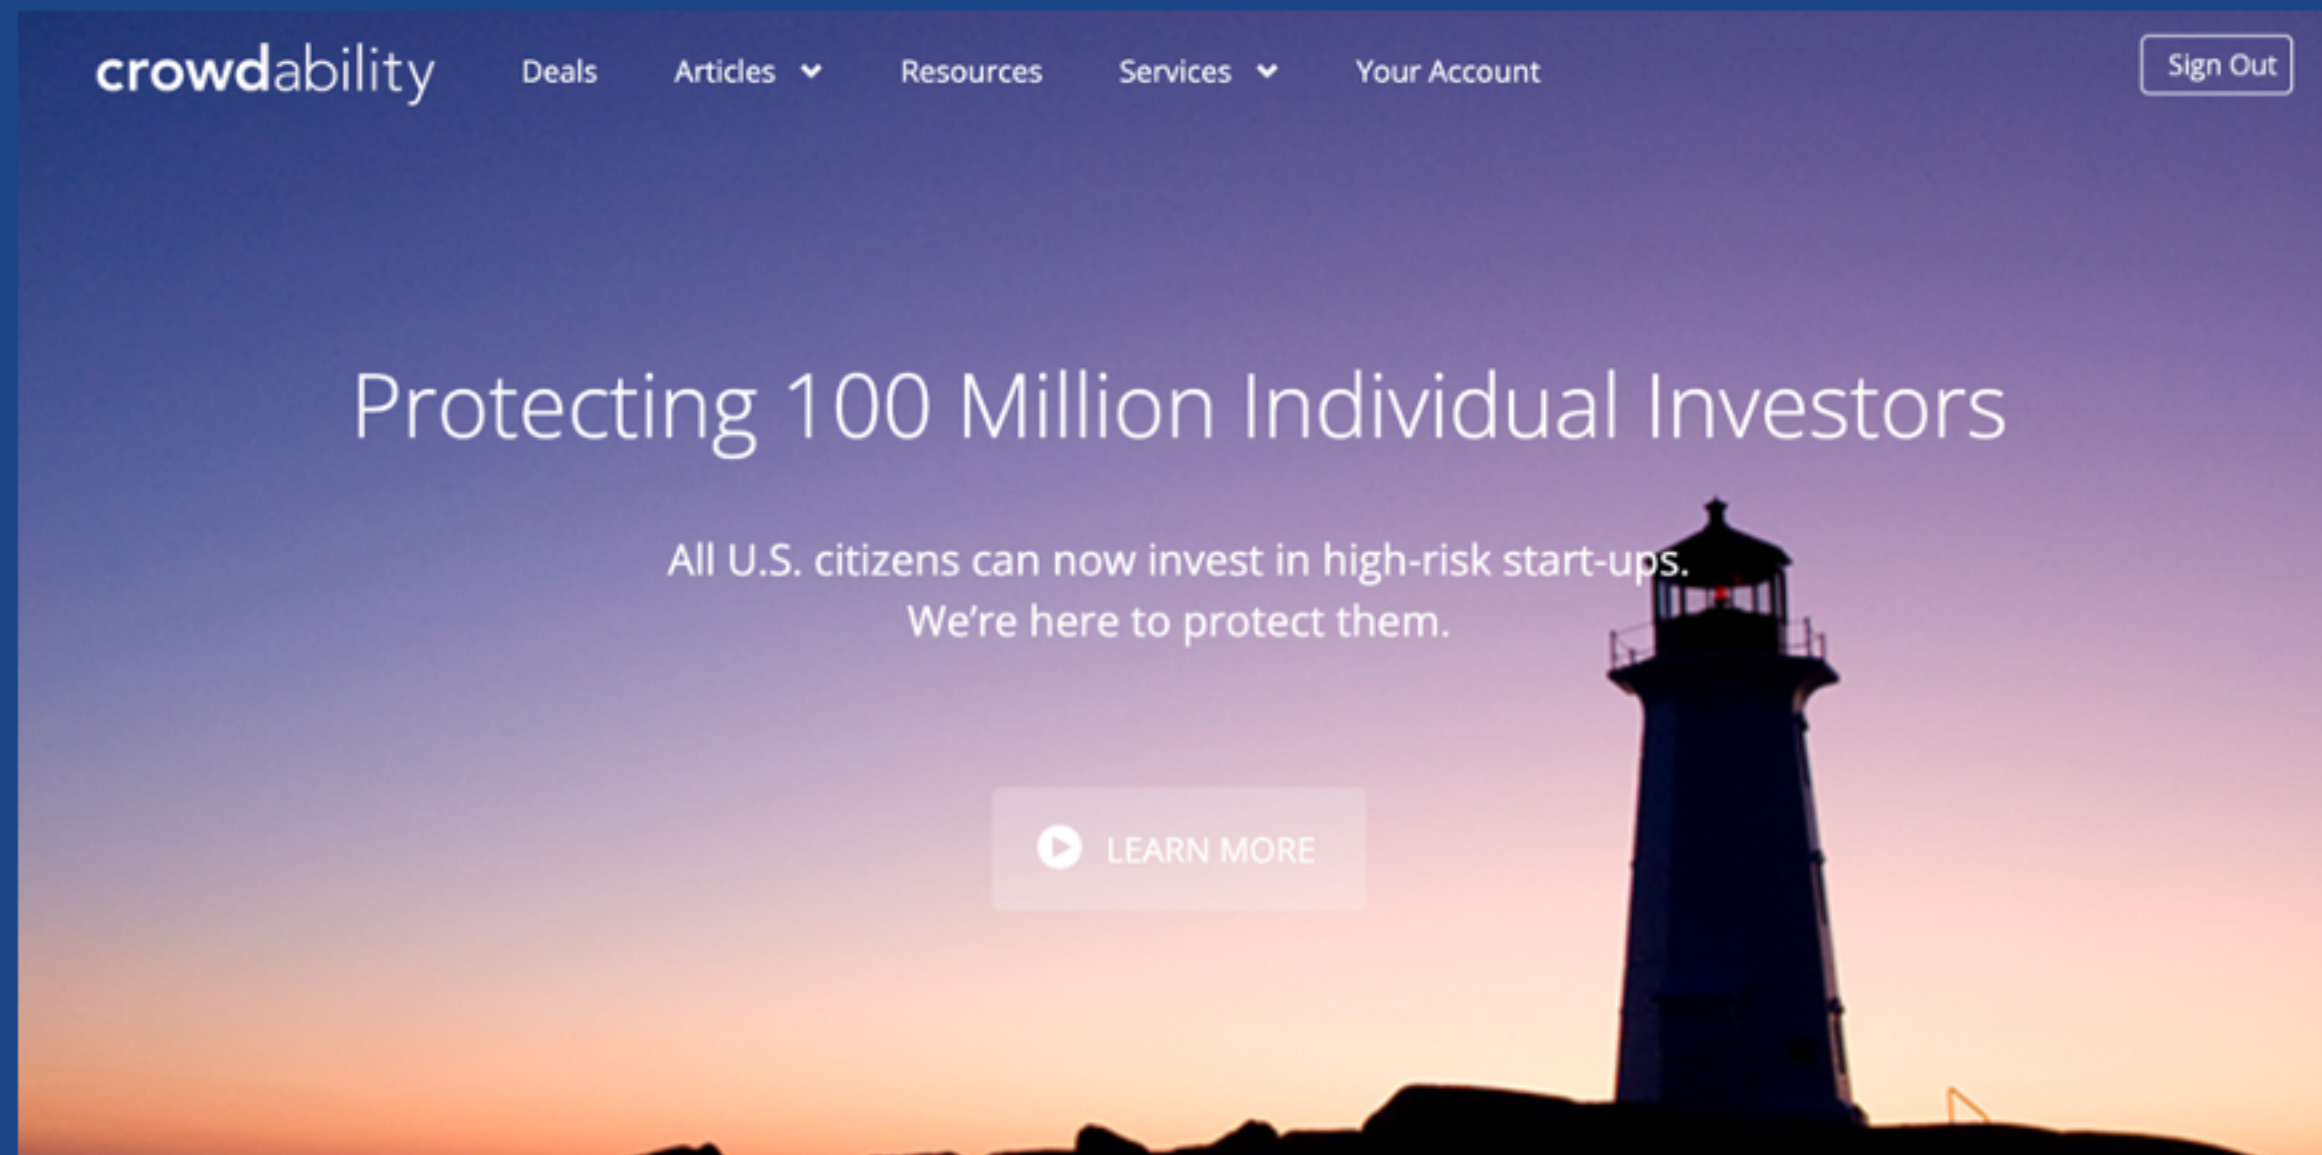 crowdability
Deals
Articles
Resources
Services
Your Account
Sign Out
Protecting 100 Million Individual Investors
All U.S. citizens can now invest in high-risk start-ups.
We’re here to protect them.
LEARN MORE